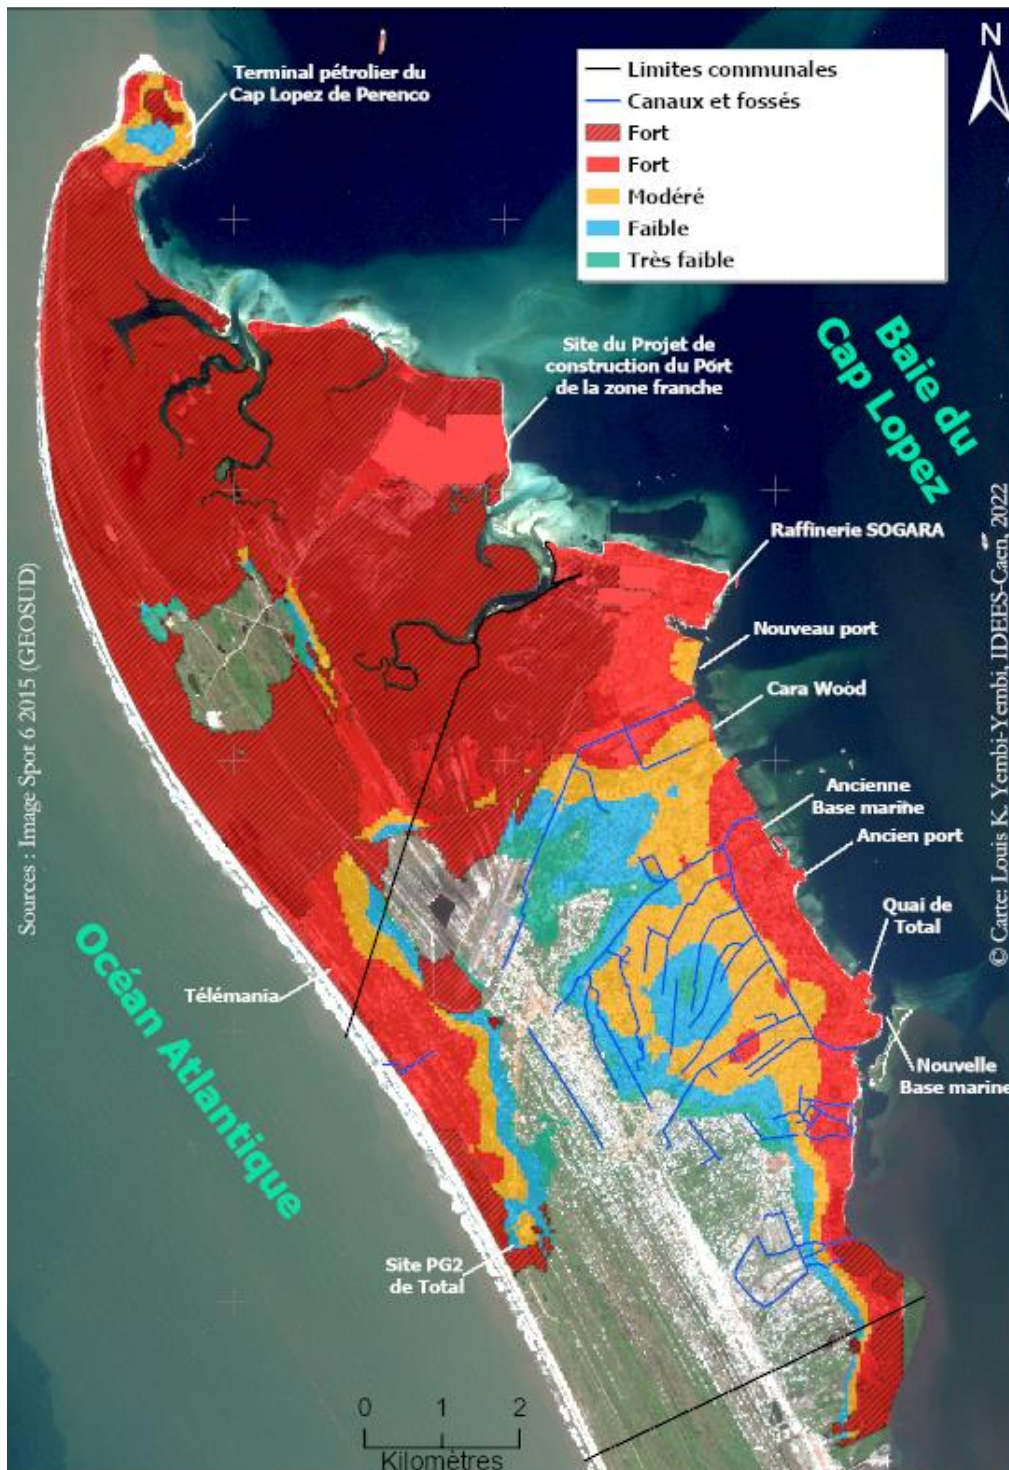 N
Terminal pétrolier du
Cap Lopez de Perenco
Limites communales
Canaux et fossés
Fort
Fort
Modéré
Faible
Très faible
Baie du
Cap Lopez
Site du Projet de
construction du Port
de la zone franche
Raffinerie SOGARA
Nouveau port
Cara Wood
Ancienne
Base marine
Ancien port
Quai de
Total
Télémania
Nouvelle
Base marine
Océan Atlantique
Site PG2
de Total
0 1 2
Kilomètres
Sources : Image Spot 6 2015 (GEOSUD)
© Carte: Louis K. Yembi-Yembi, IDEES-Caen, 2022